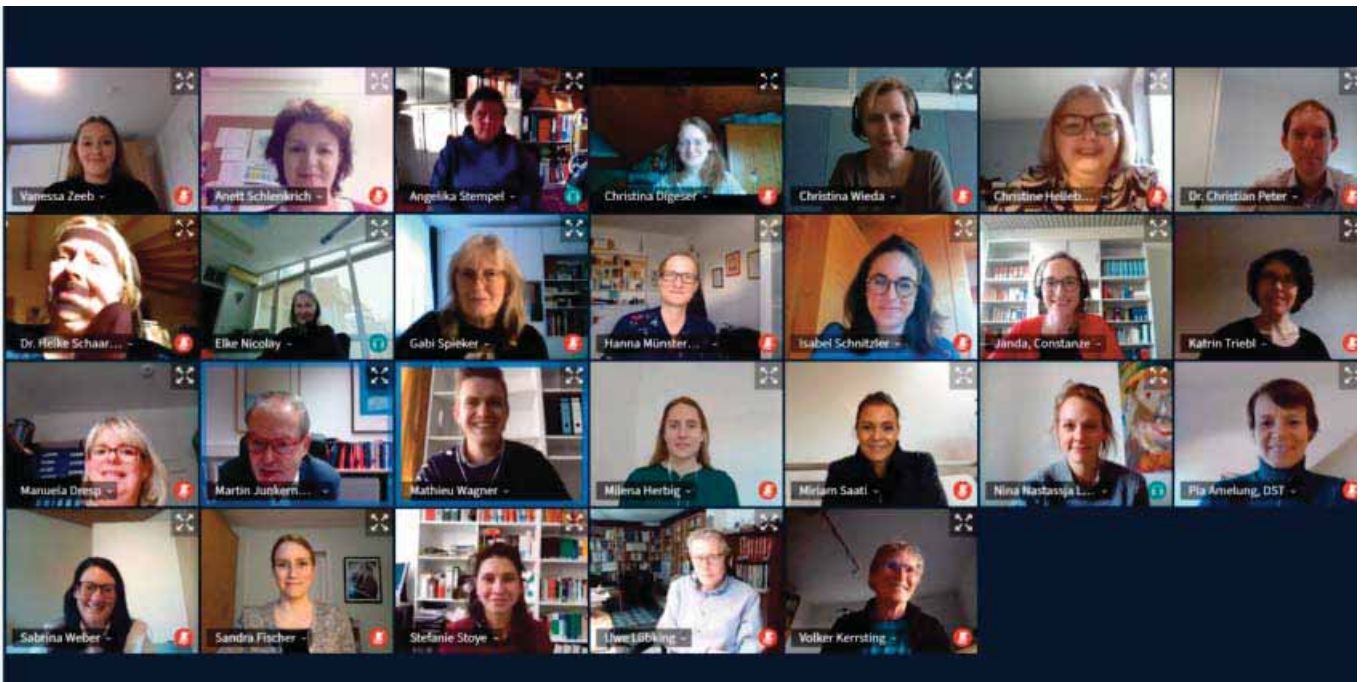 Vanessa Zeeb
Anett Schlenkrich
Angelika Stempel
Christina Digeser
Christina Wieda
Christine Helleb...
Dr. Christian Peter
Dr. Heike Schaar...
Elke Nicolay
Gabi Spieker
Hanna Münster...
Isabel Schnitzler
Janda, Constanze
Katrin Triebl
Manuela Dresp
Martin Junkern...
Mathieu Wagner
Milena Herbig
Miriam Saati
Nina Nastassja L...
Pia Amelung, DST
Sabrina Weber
Sandra Fischer
Stefanie Stoye
Uwe Lübking
Volker Kerrsting